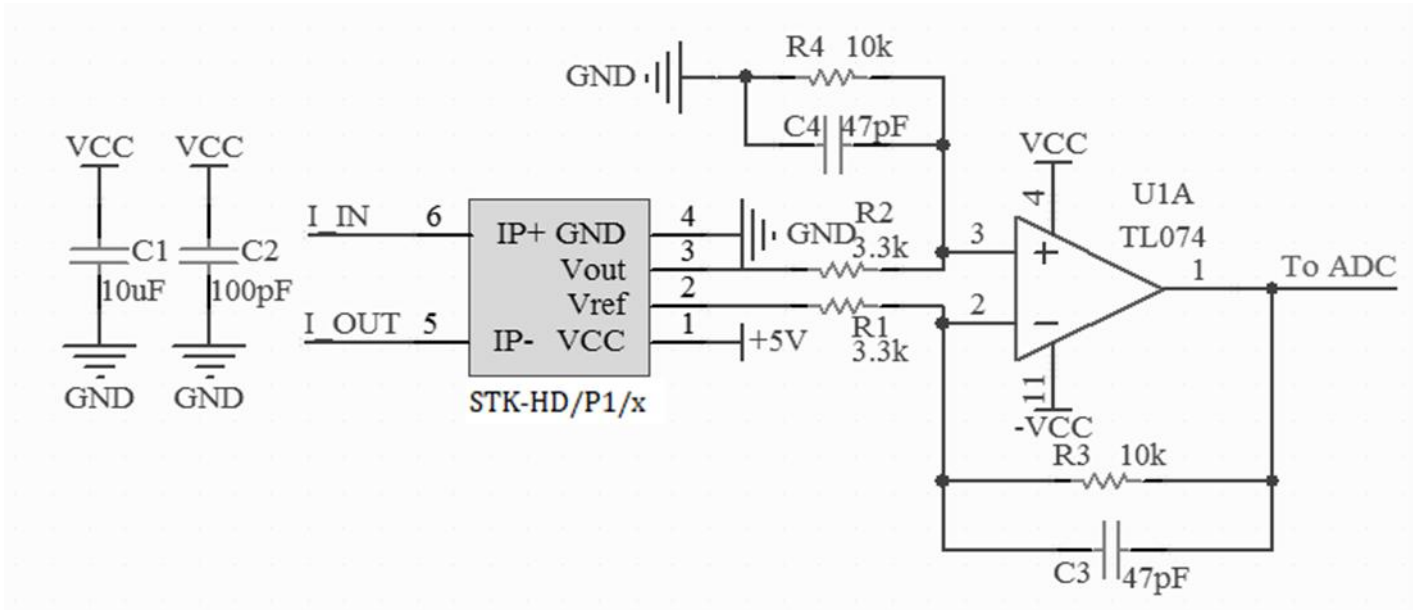 R4 10k
GND
C4 47pF
VCC
VCC
VCC
4
U1A
TL074
I_IN
6
IP+ GND
4
GND
R2
3.3k
3
+
1
To ADC
C1
10uF
C2
100pF
Vout
3
Vref
2
2
−
I_OUT
5
IP- VCC
1
+5V
R1
3.3k
GND
GND
STK-HD/P1/x
11
-VCC
R3 10k
C3 47pF